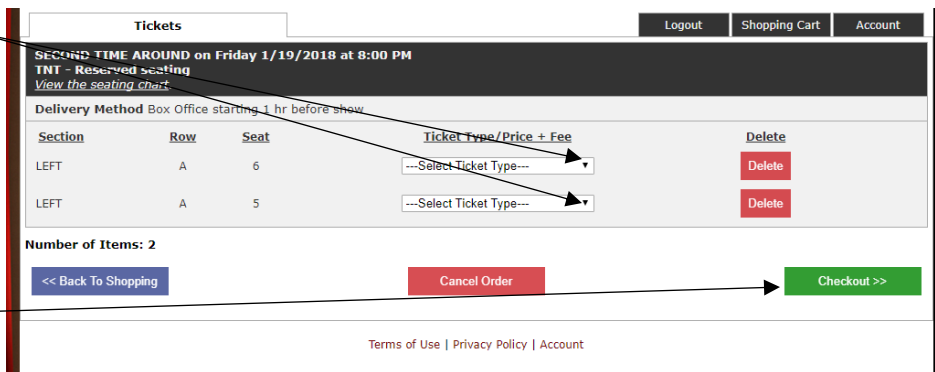 Tickets Logout Shopping Cart Account
SECOND TIME AROUND on Friday 1/19/2018 at 8:00 PM
TNT - Reserved seating
View the seating chart
Delivery Method Box Office starting 1 hr before show
Section Row Seat Ticket Type/Price + Fee Delete
LEFT A 6 ---Select Ticket Type--- Delete
LEFT A 5 ---Select Ticket Type--- Delete
Number of Items: 2
<< Back To Shopping Cancel Order Checkout >>
Terms of Use | Privacy Policy | Account